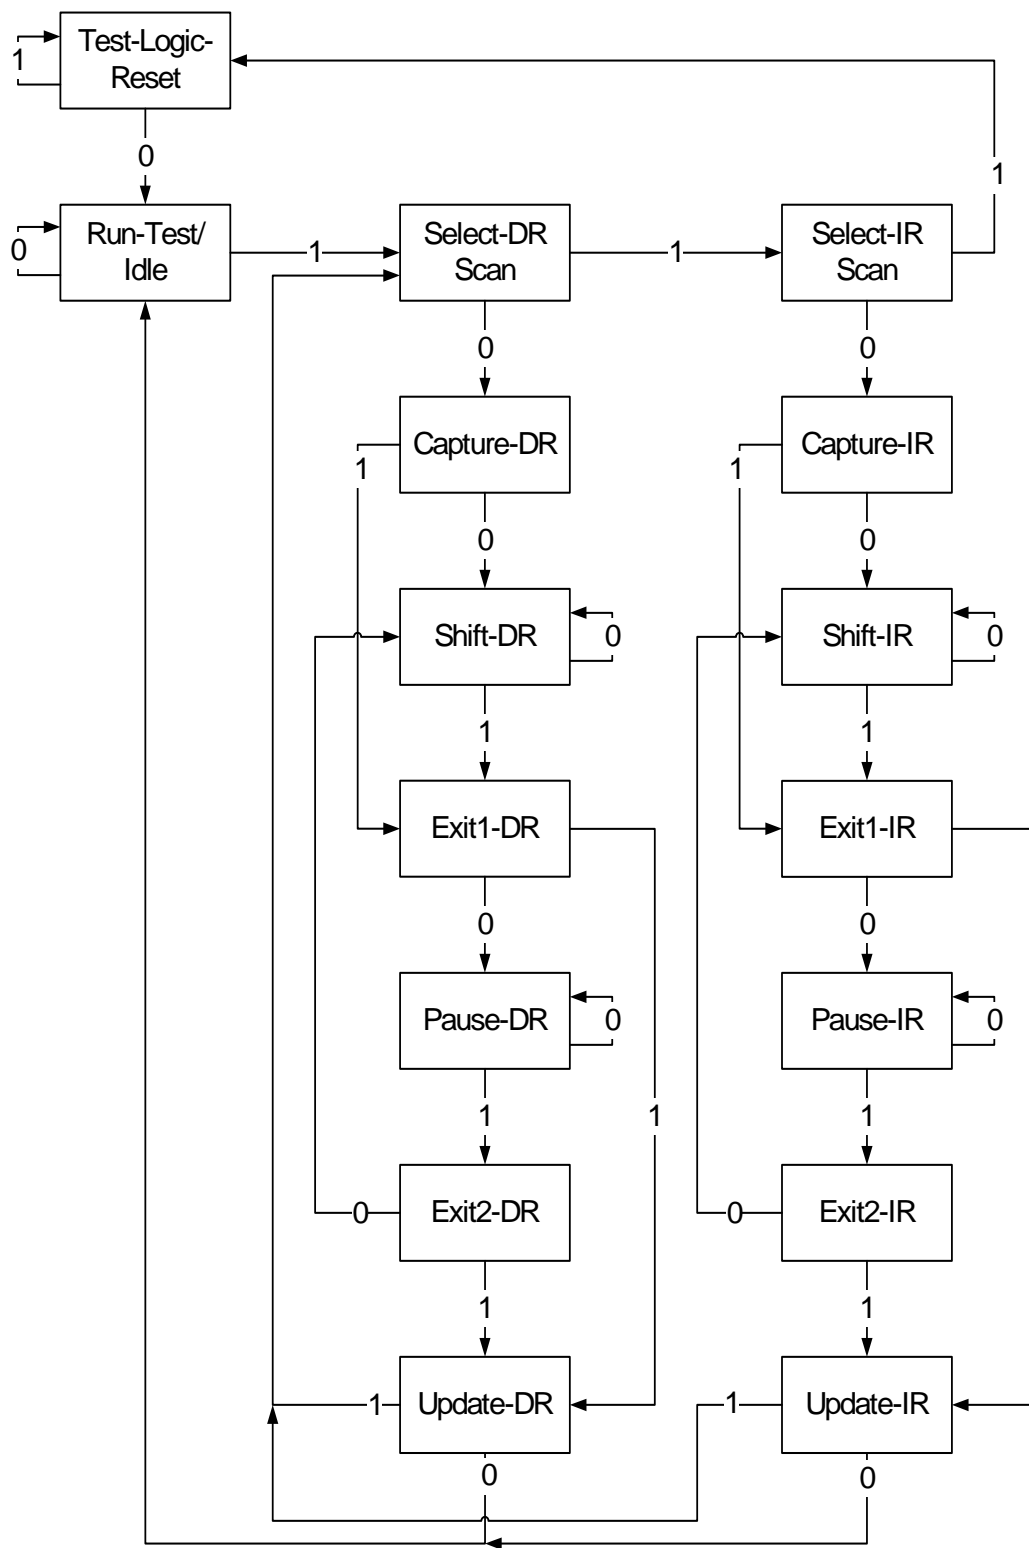 Test-Logic-
Reset
1
0
1
Run-Test/
Idle
0
1
Select-DR
Scan
1
Select-IR
Scan
0
0
Capture-DR
1
Capture-IR
1
0
0
Shift-DR
0
Shift-IR
0
1
1
Exit1-DR
Exit1-IR
0
0
Pause-DR
0
Pause-IR
0
1
1
1
Exit2-DR
0
Exit2-IR
0
1
1
Update-DR
1
Update-IR
1
0
0